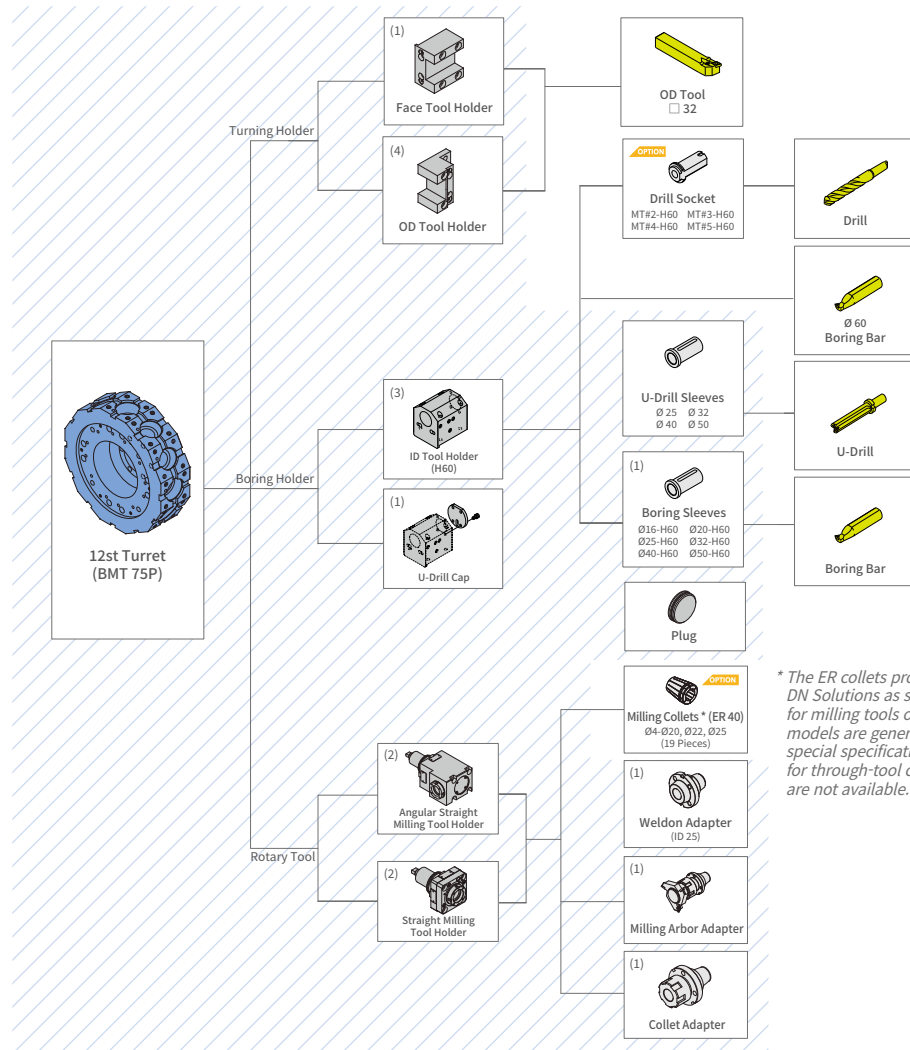 (1)
Face Tool Holder
Turning Holder
(4)
OD Tool Holder
OD Tool
□ 32
OPTION
Drill Socket
MT#2-H60 MT#3-H60
MT#4-H60 MT#5-H60
Drill
Ø 60
Boring Bar
12st Turret
(BMT 75P)
Boring Holder
(3)
ID Tool Holder
(H60)
(1)
U-Drill Cap
U-Drill Sleeves
Ø 25 Ø 32
Ø 40 Ø 50
U-Drill
(1)
Boring Sleeves
Ø16-H60 Ø20-H60
Ø25-H60 Ø32-H60
Ø40-H60 Ø50-H60
Boring Bar
Plug
Rotary Tool
(2)
Angular Straight
Milling Tool Holder
(2)
Straight Milling
Tool Holder
OPTION
Milling Collets * (ER 40)
Ø4-Ø20, Ø22, Ø25
(19 Pieces)
(1)
Weldon Adapter
(ID 25)
(1)
Milling Arbor Adapter
(1)
Collet Adapter
* The ER collets pro
DN Solutions as s
for milling tools o
models are gener
special specificati
for through-tool c
are not available.